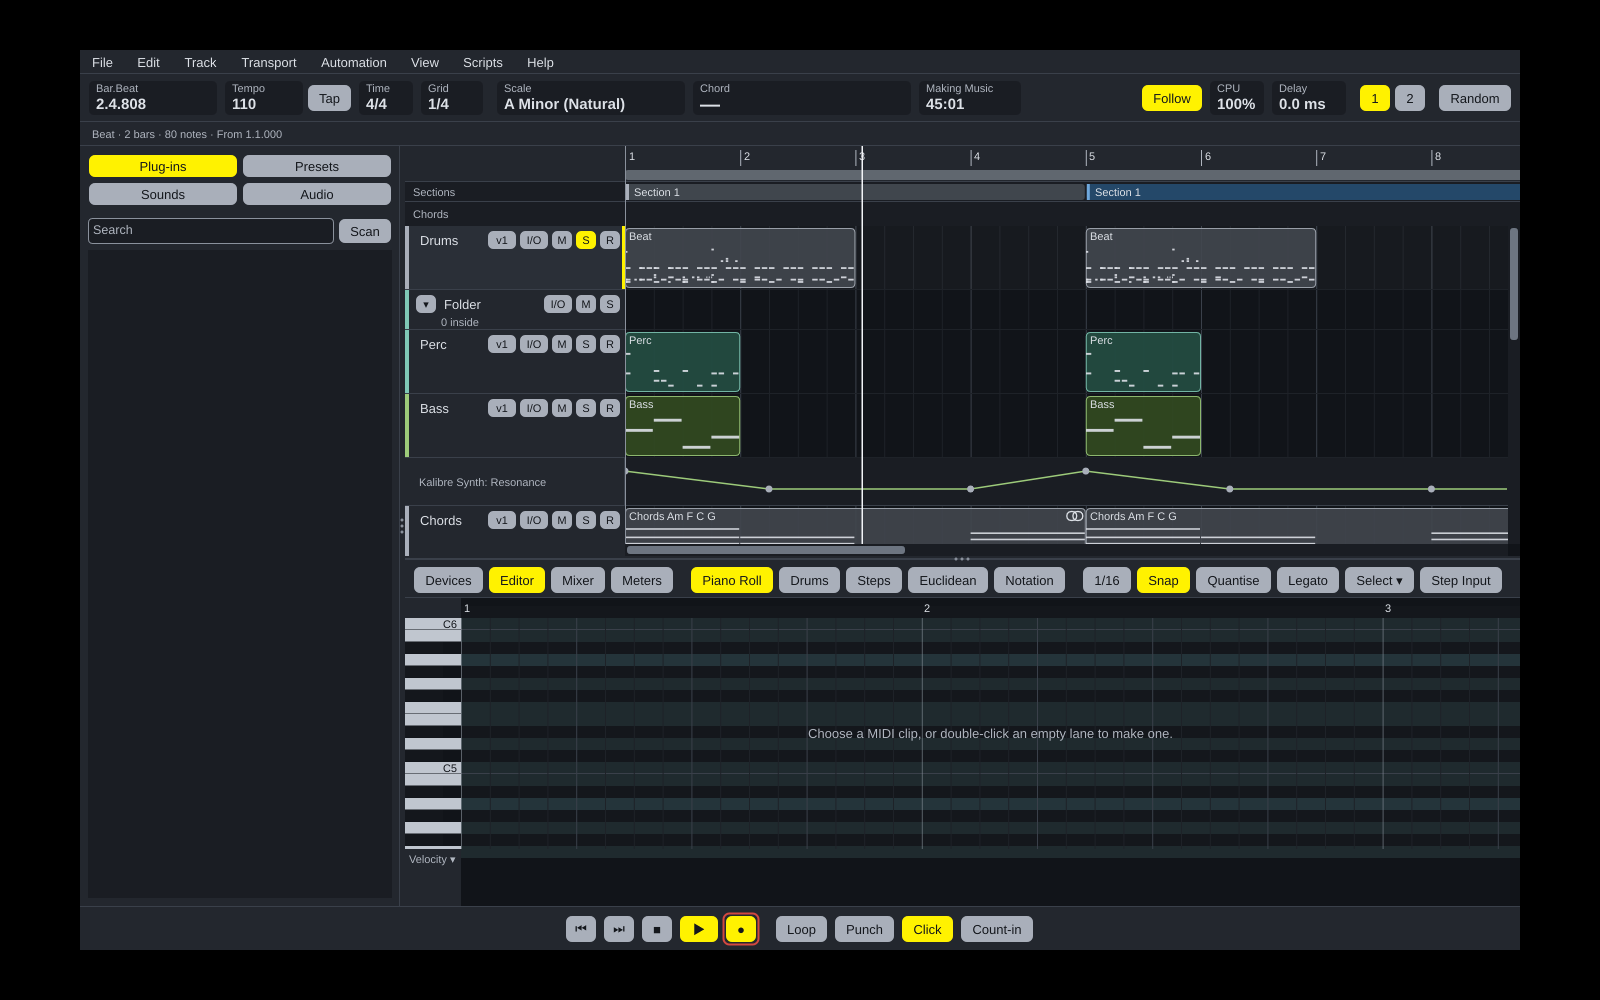 File Edit Track Transport Automation View Scripts Help
Bar.Beat Tempo Time Grid Scale Chord Making Music CPU Delay
2.4.808 110 Tap 4/4 1/4 A Minor (Natural) — 45:01 Follow 100% 0.0 ms 1 2 Random
Beat · 2 bars · 80 notes · From 1.1.000
Plug-ins Presets
Sounds Audio
Search Scan
1 2 3 4 5 6 7 8
Sections Section 1 Section 1
Chords
Drums v1 I/O M S R Beat Beat
▾ Folder I/O M S
0 inside
Perc v1 I/O M S R Perc Perc
Bass v1 I/O M S R Bass Bass
Kalibre Synth: Resonance
Chords v1 I/O M S R Chords Am F C G Chords Am F C G
Devices Editor Mixer Meters Piano Roll Drums Steps Euclidean Notation 1/16 Snap Quantise Legato Select ▾ Step Input
1 2 3
C6
Choose a MIDI clip, or double-click an empty lane to make one.
C5
Velocity ▾
Loop Punch Click Count-in